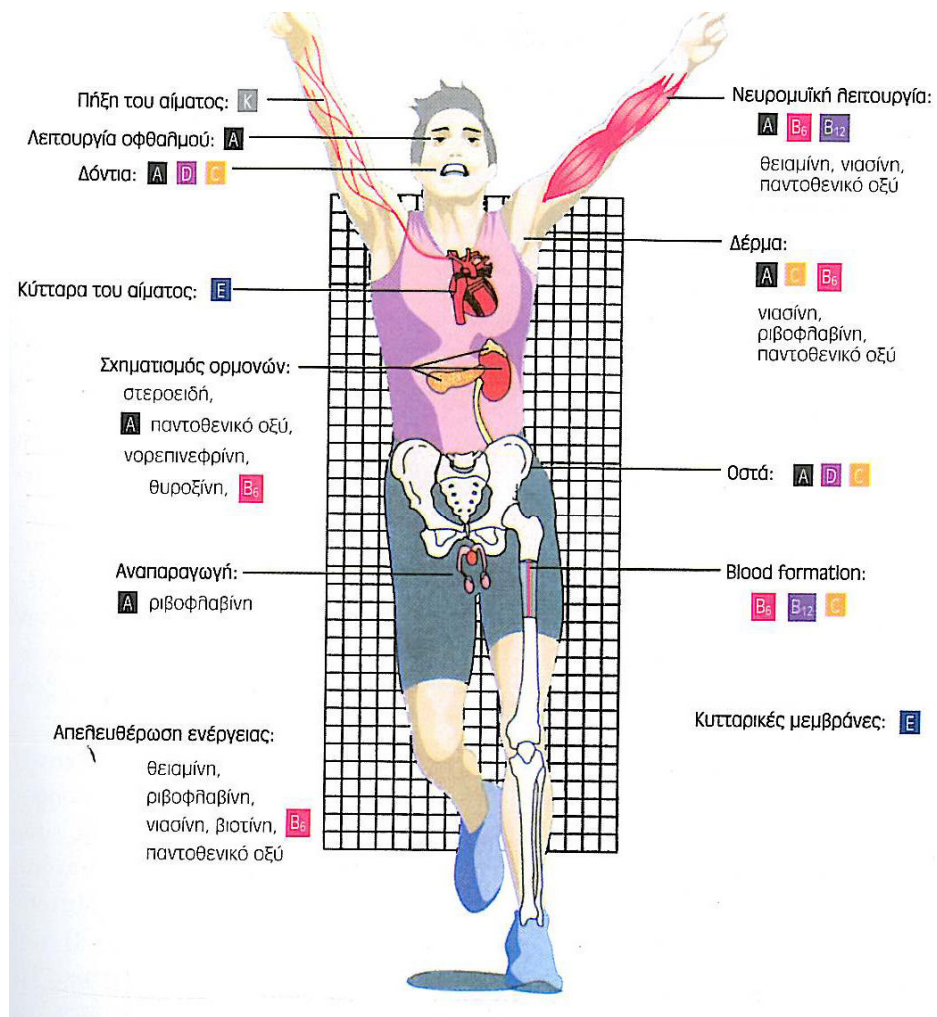 Πήξη του αίματος: K
Λειτουργία οφθαλμού: A
Δόντια: A D C
Κύτταρα του αίματος: E
Σχηματισμός ορμονών:
στεροειδή,
A παντοθενικό οξύ,
νορεπινεφρίνη,
θυροξίνη, B6
Αναπαραγωγή:
A ριβοφλαβίνη
Απελευθέρωση ενέργειας:
θειαμίνη,
ριβοφλαβίνη,
νιασίνη, βιοτίνη, B6
παντοθενικό οξύ
Νευρομυϊκή λειτουργία:
A B6 B12
θειαμίνη, νιασίνη,
παντοθενικό οξύ
Δέρμα:
A C B6
νιασίνη,
ριβοφλαβίνη,
παντοθενικό οξύ
Οστά: A D C
Blood formation:
B6 B12 C
Κυτταρικές μεμβράνες: E